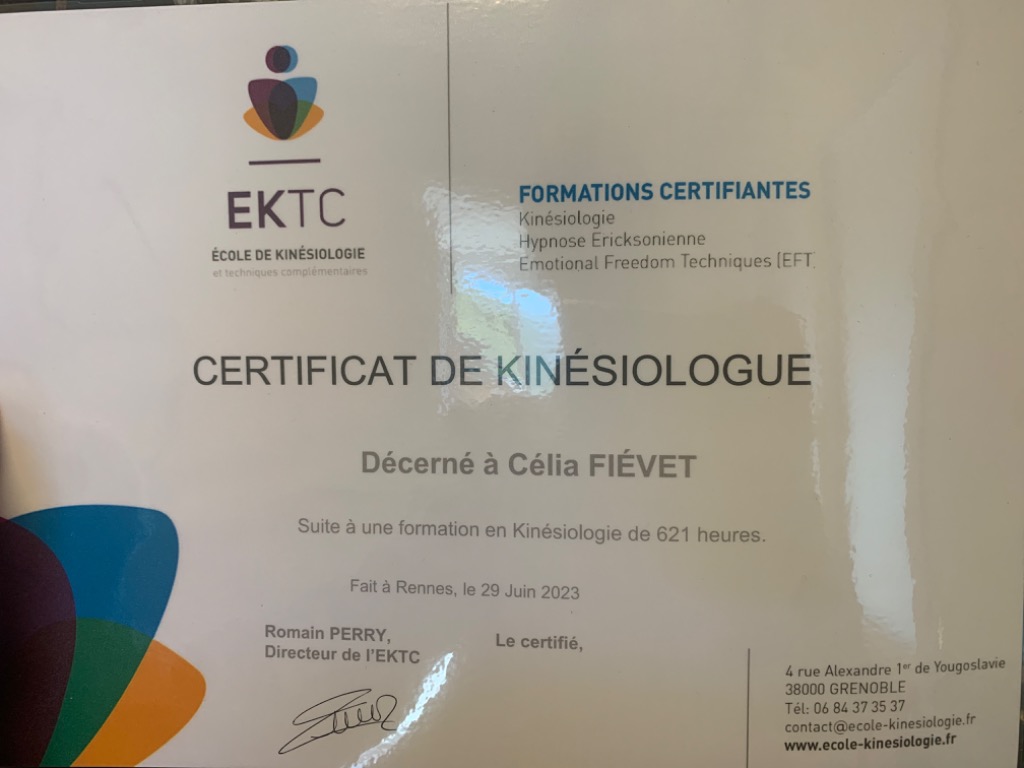 EKTC
ÉCOLE DE KINÉSIOLOGIE
et techniques complémentaires
FORMATIONS CERTIFIANTES
Kinésiologie
Hypnose Ericksonienne
Emotional Freedom Techniques (EFT)
CERTIFICAT DE KINÉSIOLOGUE
Décerné à Célia FIÉVET
Suite à une formation en Kinésiologie de 621 heures.
Fait à Rennes, le 29 Juin 2023
Romain PERRY,
Directeur de l'EKTC
Le certifié,
4 rue Alexandre 1er de Yougoslavie
38000 GRENOBLE
Tél: 06 84 37 35 37
contact@ecole-kinesiologie.fr
www.ecole-kinesiologie.fr